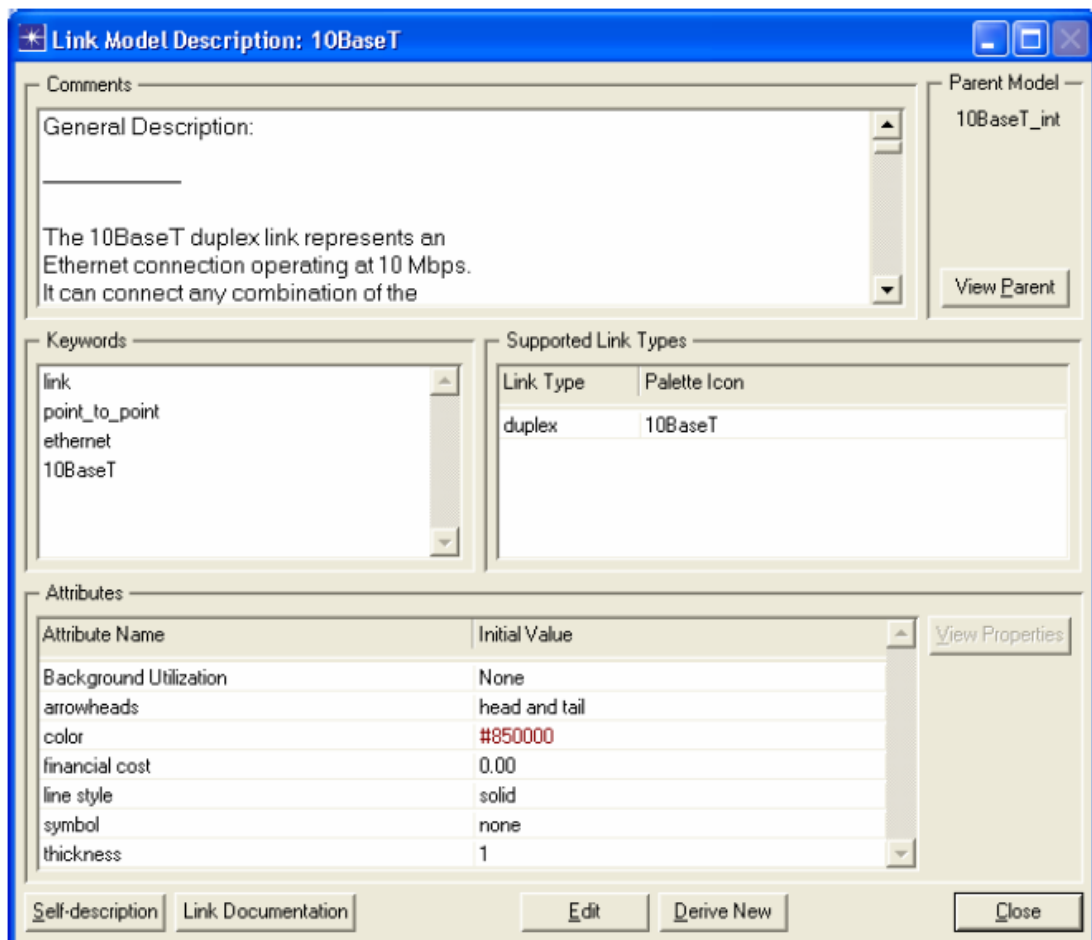 Link Model Description: 10BaseT
Comments
General Description:
The 10BaseT duplex link represents an
Ethernet connection operating at 10 Mbps.
It can connect any combination of the
Parent Model
10BaseT_int
View Parent
Keywords
link
point_to_point
ethernet
10BaseT
Supported Link Types
Link Type Palette Icon
duplex 10BaseT
Attributes
Attribute Name Initial Value
Background Utilization None
arrowheads head and tail
color #850000
financial cost 0.00
line style solid
symbol none
thickness 1
View Properties
Self-description Link Documentation Edit Derive New Close